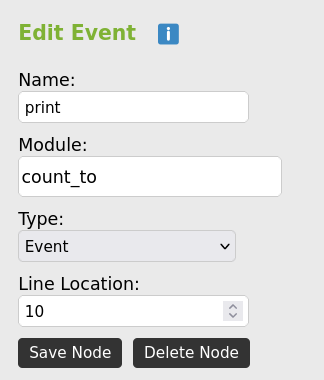 Edit Event i
Name:
print
Module:
count_to
Type:
Event
Line Location:
10
Save Node Delete Node